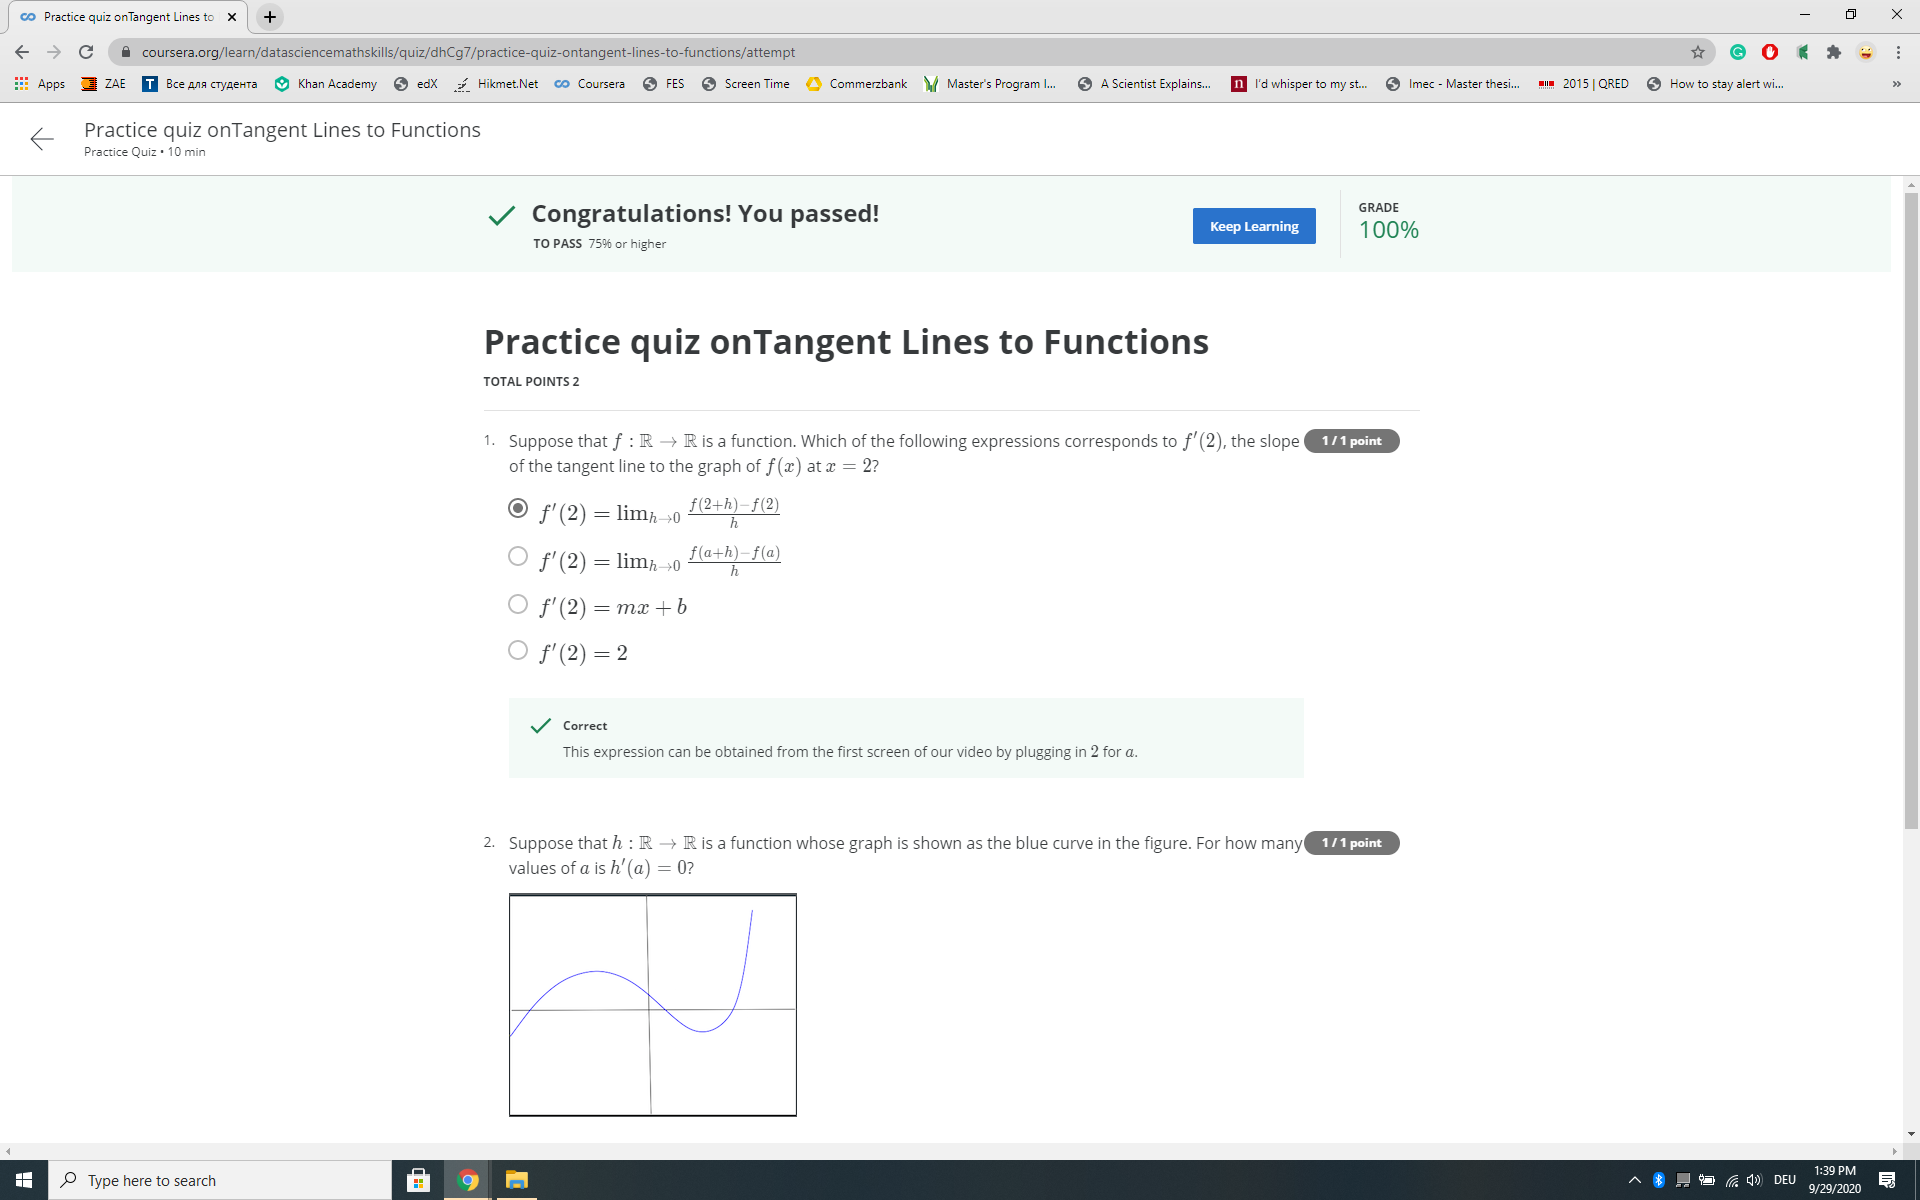 Practice quiz onTangent Lines to
coursera.org/learn/datasciencemathskills/quiz/dhCg7/practice-quiz-ontangent-lines-to-functions/attempt
Apps ZAE T Все для студента Khan Academy edX Hikmet.Net Coursera FES Screen Time Commerzbank Master's Program I... A Scientist Explains... n I'd whisper to my st... Imec - Master thesi... 2015 | QRED How to stay alert wi... »
Practice quiz onTangent Lines to Functions
Practice Quiz • 10 min
Congratulations! You passed!
TO PASS 75% or higher
Keep Learning
GRADE
100%
Practice quiz onTangent Lines to Functions
TOTAL POINTS 2
1. Suppose that f : ℝ → ℝ is a function. Which of the following expressions corresponds to f′(2), the slope 1 / 1 point
of the tangent line to the graph of f(x) at x = 2?
f′(2) = lim_{h→0} \frac{f(2+h)−f(2)}{h}
f′(2) = lim_{h→0} \frac{f(a+h)−f(a)}{h}
f′(2) = mx + b
f′(2) = 2
Correct
This expression can be obtained from the first screen of our video by plugging in 2 for a.
2. Suppose that h : ℝ → ℝ is a function whose graph is shown as the blue curve in the figure. For how many 1 / 1 point
values of a is h′(a) = 0?
Type here to search
DEU
1:39 PM
9/29/2020